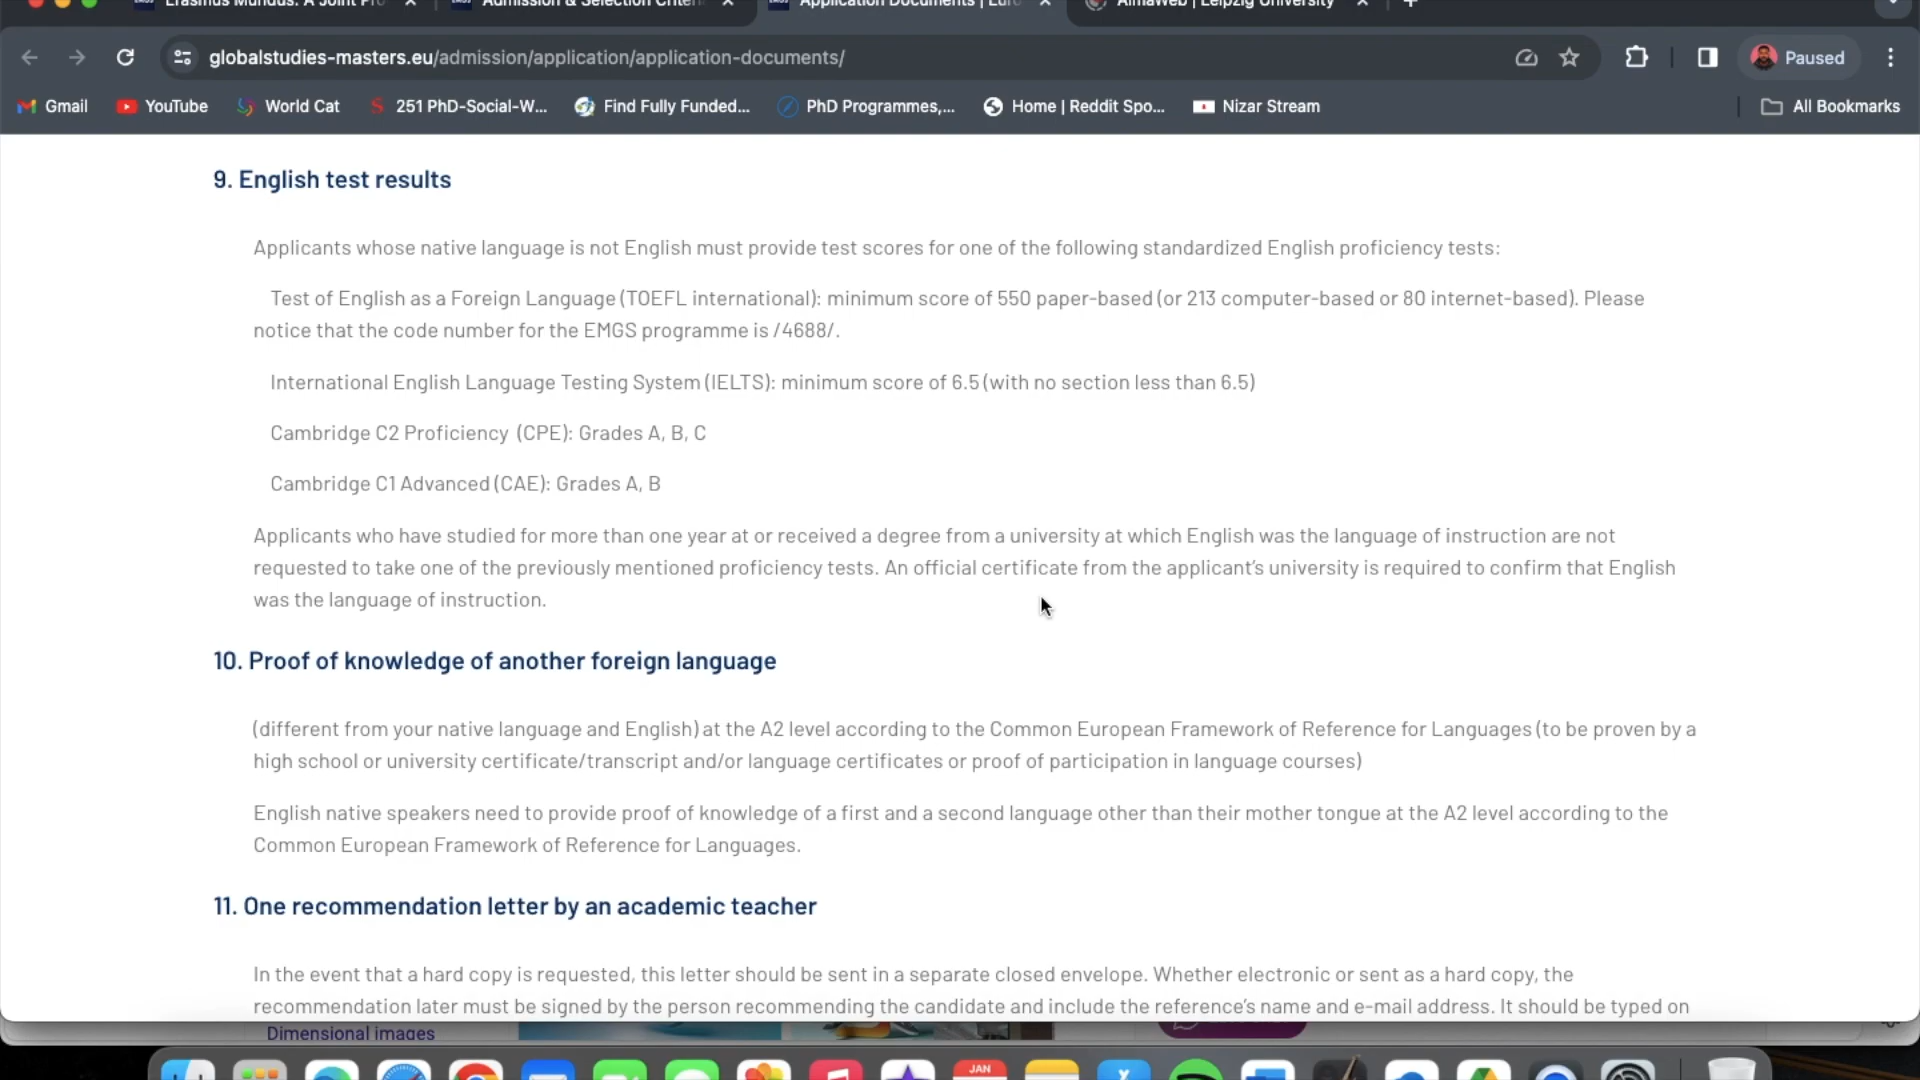 Erasmus Mundus: A Joint Pro
Admission & Selection Criteri
Application Documents | Euro
AlmaWeb | Leipzig University
globalstudies-masters.eu/admission/application/application-documents/
Paused
Gmail
YouTube
World Cat
251 PhD-Social-W...
Find Fully Funded...
PhD Programmes,...
Home | Reddit Spo...
Nizar Stream
All Bookmarks
9. English test results
Applicants whose native language is not English must provide test scores for one of the following standardized English proficiency tests:
Test of English as a Foreign Language (TOEFL international): minimum score of 550 paper-based (or 213 computer-based or 80 internet-based). Please
notice that the code number for the EMGS programme is /4688/.
International English Language Testing System (IELTS): minimum score of 6.5 (with no section less than 6.5)
Cambridge C2 Proficiency (CPE): Grades A, B, C
Cambridge C1 Advanced (CAE): Grades A, B
Applicants who have studied for more than one year at or received a degree from a university at which English was the language of instruction are not
requested to take one of the previously mentioned proficiency tests. An official certificate from the applicant's university is required to confirm that English
was the language of instruction.
10. Proof of knowledge of another foreign language
(different from your native language and English) at the A2 level according to the Common European Framework of Reference for Languages (to be proven by a
high school or university certificate/transcript and/or language certificates or proof of participation in language courses)
English native speakers need to provide proof of knowledge of a first and a second language other than their mother tongue at the A2 level according to the
Common European Framework of Reference for Languages.
11. One recommendation letter by an academic teacher
In the event that a hard copy is requested, this letter should be sent in a separate closed envelope. Whether electronic or sent as a hard copy, the
recommendation later must be signed by the person recommending the candidate and include the reference's name and e-mail address. It should be typed on
Dimensional images
JAN